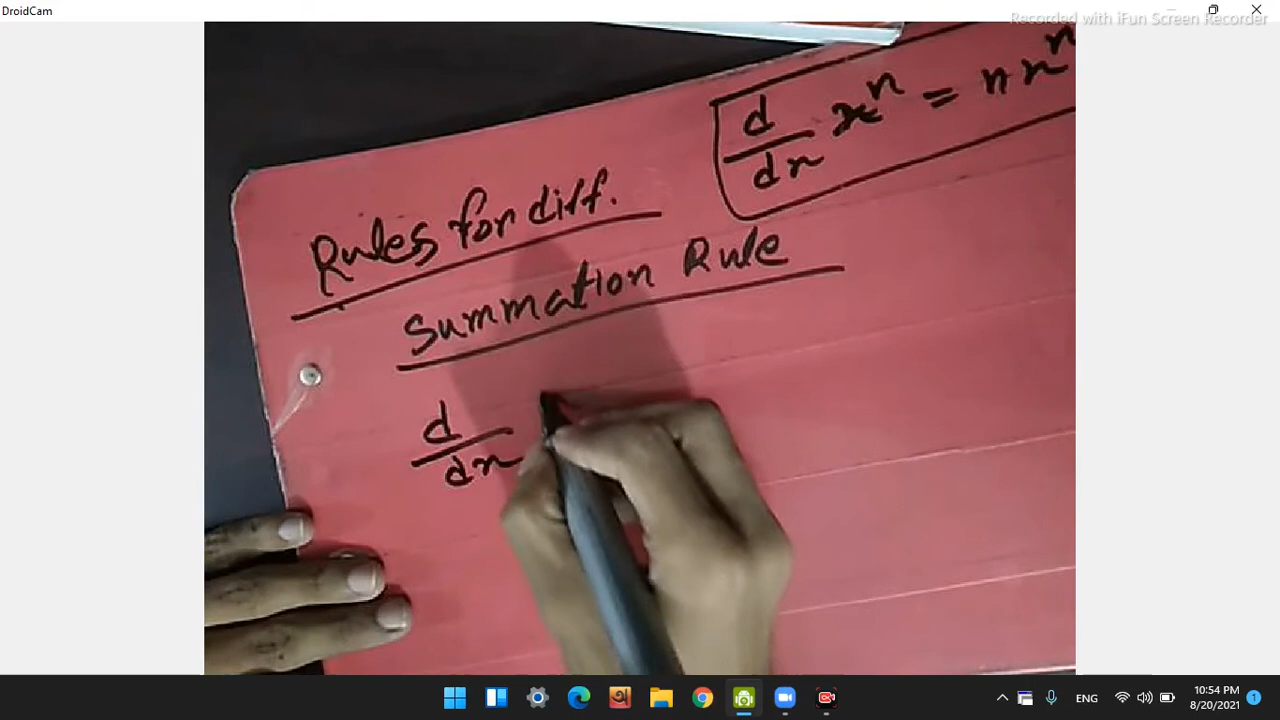 DroidCam
Recorded with iFun Screen Recorder
d/dx x^n = n x^n
Rules for diff.
Summation Rule
d/dx
ENG
10:54 PM
8/20/2021
1